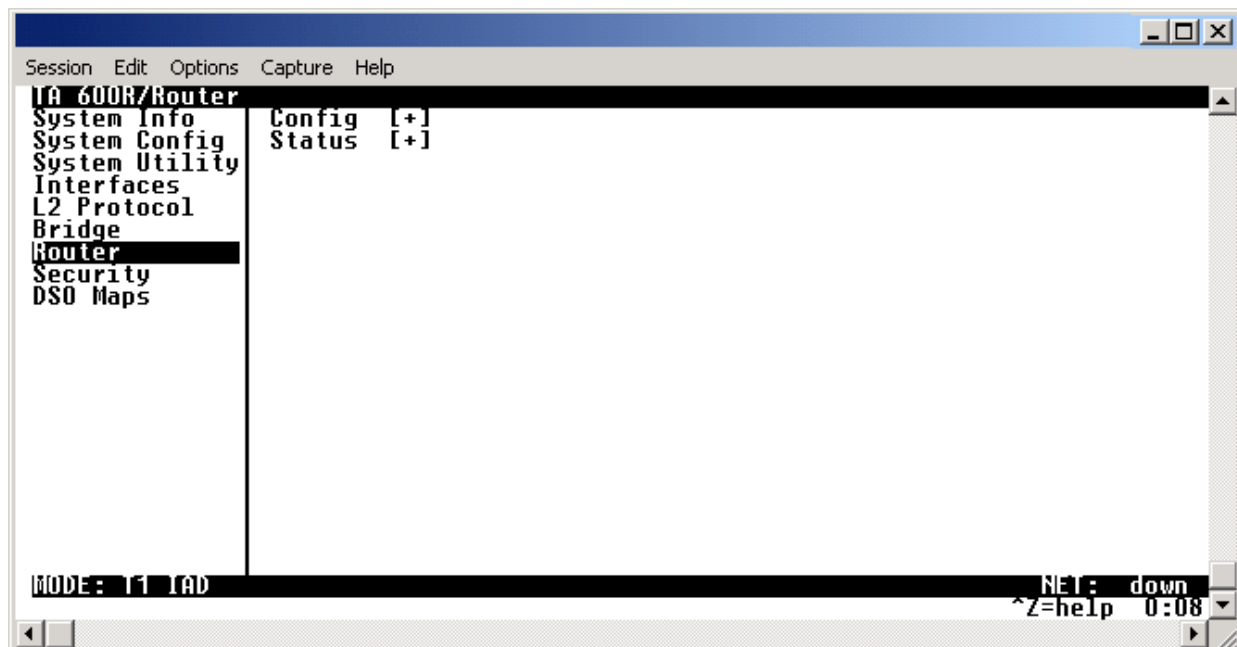 Session Edit Options Capture Help
TA 600R/Router
System Info
System Config
System Utility
Interfaces
L2 Protocol
Bridge
Router
Security
DS0 Maps
Config [+]
Status [+]
MODE: T1 IAD NET: down
^Z=help 0:08